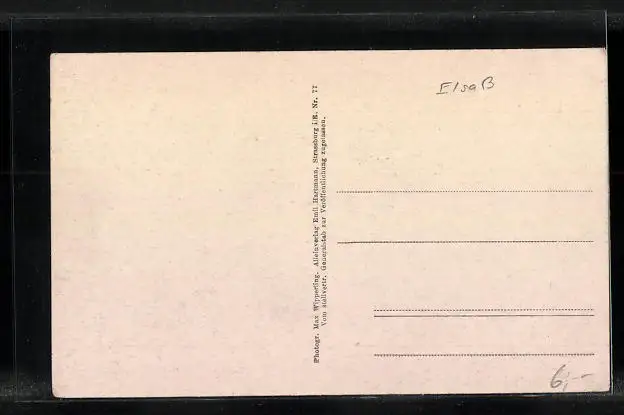 Elsaß
Photogr. Max Wipperling. Alleinverlag Emil Hartmann, Strassburg i/E. Nr. 77
Vom stellvertr. Generalstab zur Veröffentlichung zugelassen.
6,–